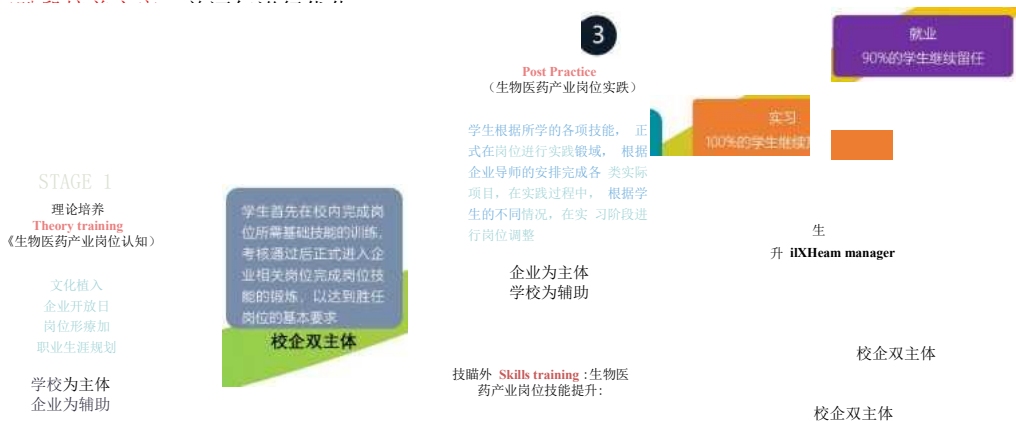 STAGE 1
理论培养
Theory training
《生物医药产业岗位认知）
文化植入
企业开放日
岗位形療加
职业生涯规划
学校为主体
企业为辅助
学生首先在校内完成岗
位所需基础技能的训练，
考核通过后正式进入企
业相关岗位完成岗位技
能的锻炼，以达到胜任
岗位的基本要求
校企双主体
3
Post Practice
（生物医药产业岗位实践）
学生根据所学的各项技能， 正
式在岗位进行实践锻域， 根据
企业导师的安排完成各 类实际
项目，在实践过程中， 根据学
生的不同情况，在实 习阶段进
行岗位调整
企业为主体
学校为辅助
技瞄外 Skills training :生物医
药产业岗位技能提升:
实习
100%的学生继续
就业
90%的学生继续留任
生
升 ilXHeam manager
校企双主体
校企双主体